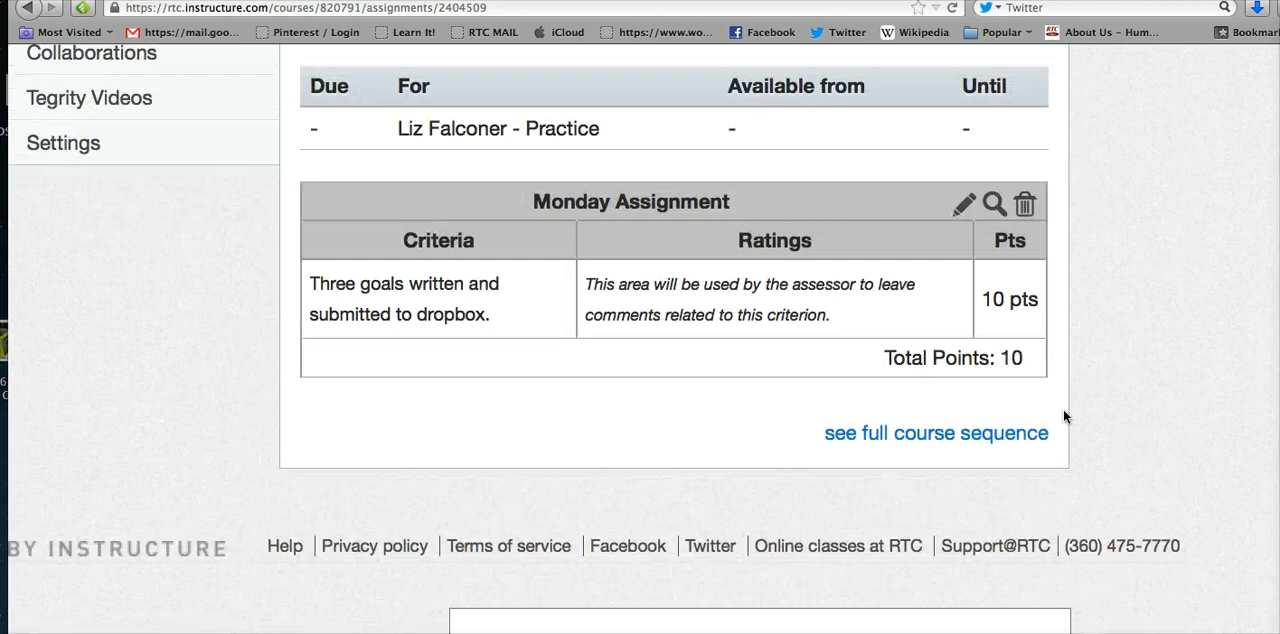 https://rtc.instructure.com/courses/820791/assignments/2404509
Twitter
Most Visited
https://mail.goo...
Pinterest / Login
Learn It!
RTC MAIL
iCloud
https://www.wo...
Facebook
Twitter
Wikipedia
Popular
About Us – Hum...
Bookmar
Collaborations
Tegrity Videos
Settings
Due For Available from Until
- Liz Falconer - Practice - -
Monday Assignment
Criteria Ratings Pts
Three goals written and
submitted to dropbox.
This area will be used by the assessor to leave
comments related to this criterion.
10 pts
Total Points: 10
see full course sequence
BY INSTRUCTURE
Help Privacy policy Terms of service Facebook Twitter Online classes at RTC Support@RTC (360) 475-7770